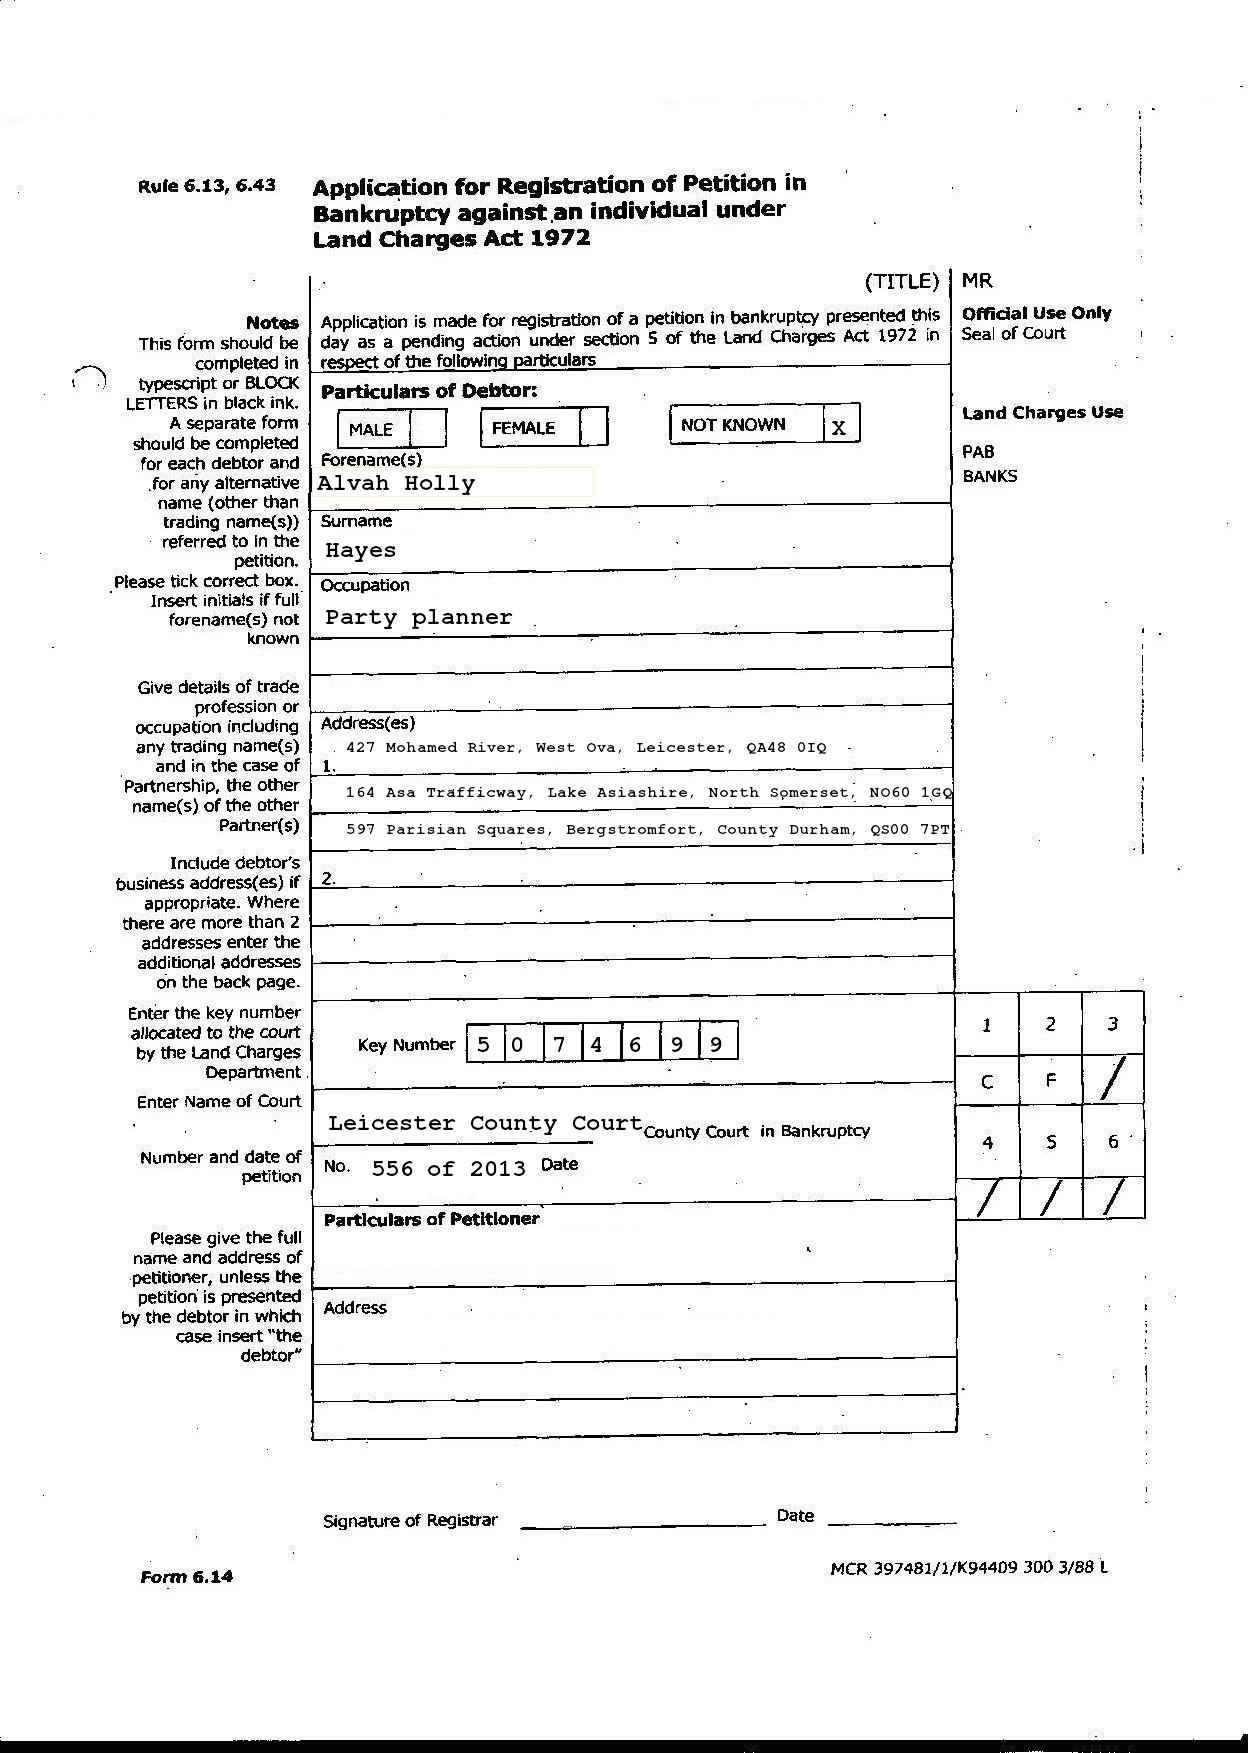 Rule 6.13, 6.43
Application for Registration of Petition in
Bankruptcy against an individual under
Land Charges Act 1972
(TITLE) MR
Notes
This form should be
completed in
typescript or BLOCK
LETTERS in black ink.
A separate form
should be completed
for each debtor and
for any alternative
name (other than
trading name(s))
referred to in the
petition.
Please tick correct box.
Insert initials if full
forename(s) not
known
Application is made for registration of a petition in bankruptcy presented this
day as a pending action under section 5 of the Land Charges Act 1972 in
respect of the following particulars
Official Use Only
Seal of Court
Particulars of Debtor:
MALE FEMALE NOT KNOWN X
Land Charges Use
PAB
BANKS
Forename(s)
Alvah Holly
Surname
Hayes
Occupation
Party planner
Give details of trade
profession or
occupation including
any trading name(s)
and in the case of
Partnership, the other
name(s) of the other
Partner(s)
Address(es)
427 Mohamed River, West Ova, Leicester, QA48 0IQ
1.
164 Asa Trafficway, Lake Asiashire, North Somerset, NO60 1GQ
597 Parisian Squares, Bergstromfort, County Durham, QS00 7PT
Include debtor's
business address(es) if
appropriate. Where
there are more than 2
addresses enter the
additional addresses
on the back page.
2.
Enter the key number
allocated to the court
by the Land Charges
Department
Key Number 5 0 7 4 6 9 9
1 2 3
C F /
4 5 6
/ / /
Enter Name of Court
Leicester County Court County Court in Bankruptcy
Number and date of
petition
No. 556 of 2013 Date
Particulars of Petitioner
Please give the full
name and address of
petitioner, unless the
petition is presented
by the debtor in which
case insert "the
debtor"
Address
Signature of Registrar Date
Form 6.14
MCR 397481/1/K94409 300 3/88 L